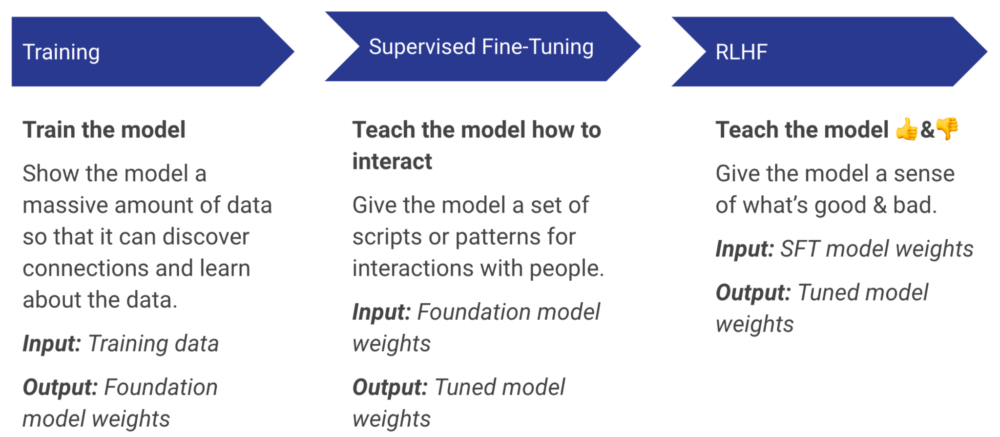 Training
Train the model
Show the model a
massive amount of data
so that it can discover
connections and learn
about the data.
Input: Training data
Output: Foundation
model weights
Supervised Fine-Tuning
Teach the model how to
interact
Give the model a set of
scripts or patterns for
interactions with people.
Input: Foundation model
weights
Output: Tuned model
weights
RLHF
Teach the model 👍&👎
Give the model a sense
of what’s good & bad.
Input: SFT model weights
Output: Tuned model
weights